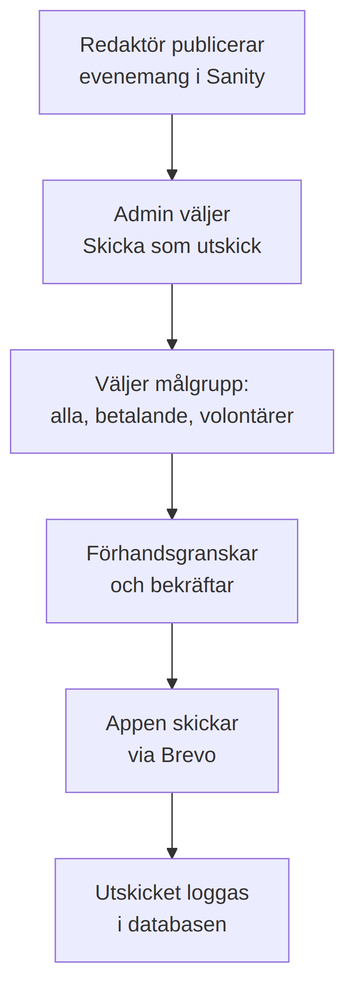 Redaktör publicerar
evenemang i Sanity
Admin väljer
Skicka som utskick
Väljer målgrupp:
alla, betalande, volontärer
Förhandsgranskar
och bekräftar
Appen skickar
via Brevo
Utskicket loggas
i databasen